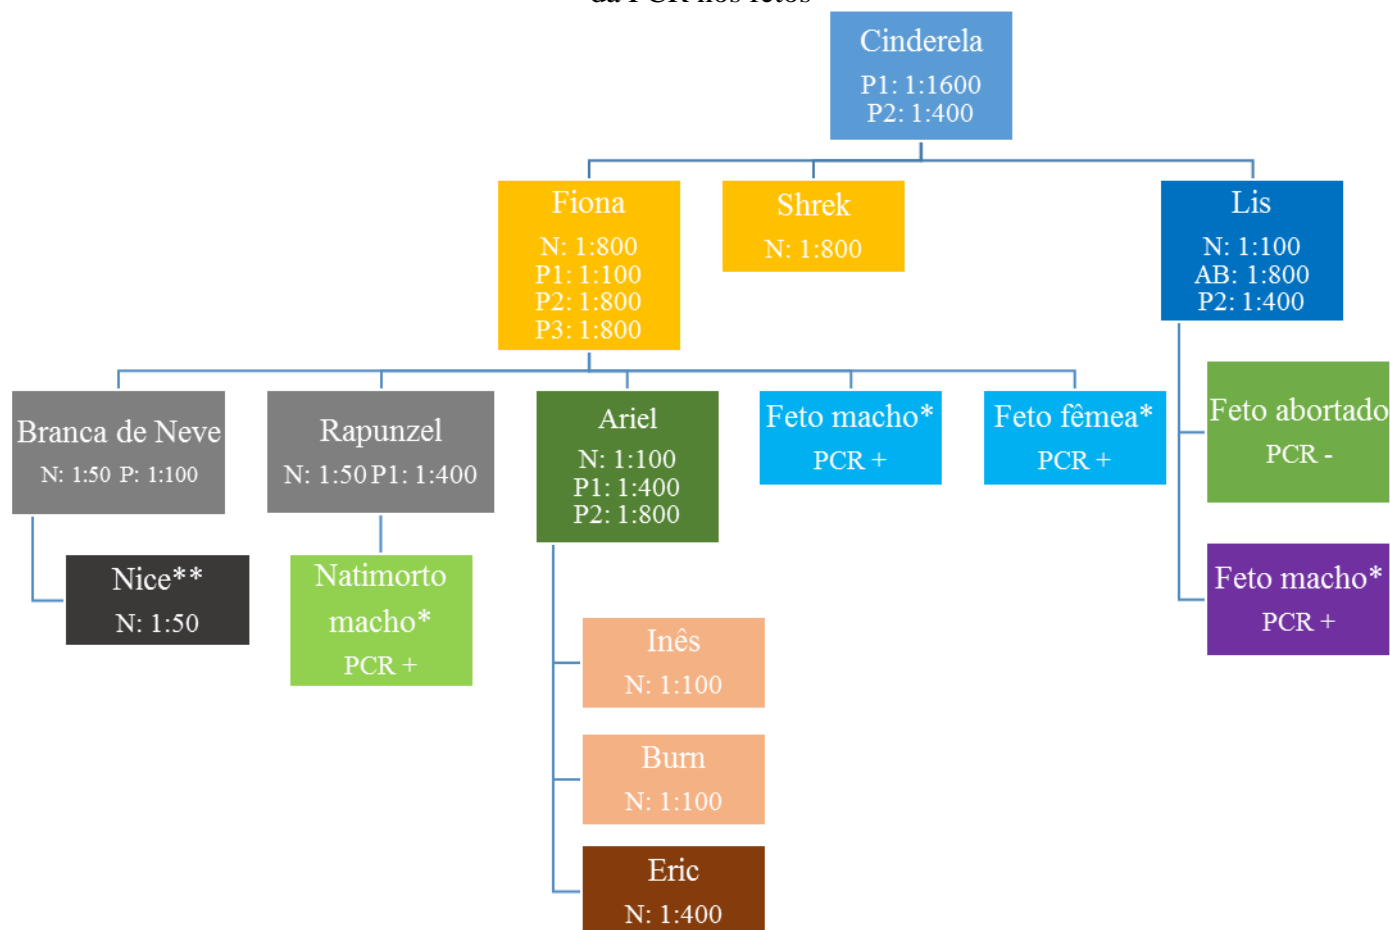 da PCR nos fetos
Cinderela
P1: 1:1600
P2: 1:400
Fiona
N: 1:800
P1: 1:100
P2: 1:800
P3: 1:800
Shrek
N: 1:800
Lis
N: 1:100
AB: 1:800
P2: 1:400
Branca de Neve
N: 1:50 P: 1:100
Rapunzel
N: 1:50 P1: 1:400
Ariel
N: 1:100
P1: 1:400
P2: 1:800
Feto macho*
PCR +
Feto fêmea*
PCR +
Feto abortado
PCR -
Nice**
N: 1:50
Natimorto
macho*
PCR +
Feto macho*
PCR +
Inês
N: 1:100
Burn
N: 1:100
Eric
N: 1:400